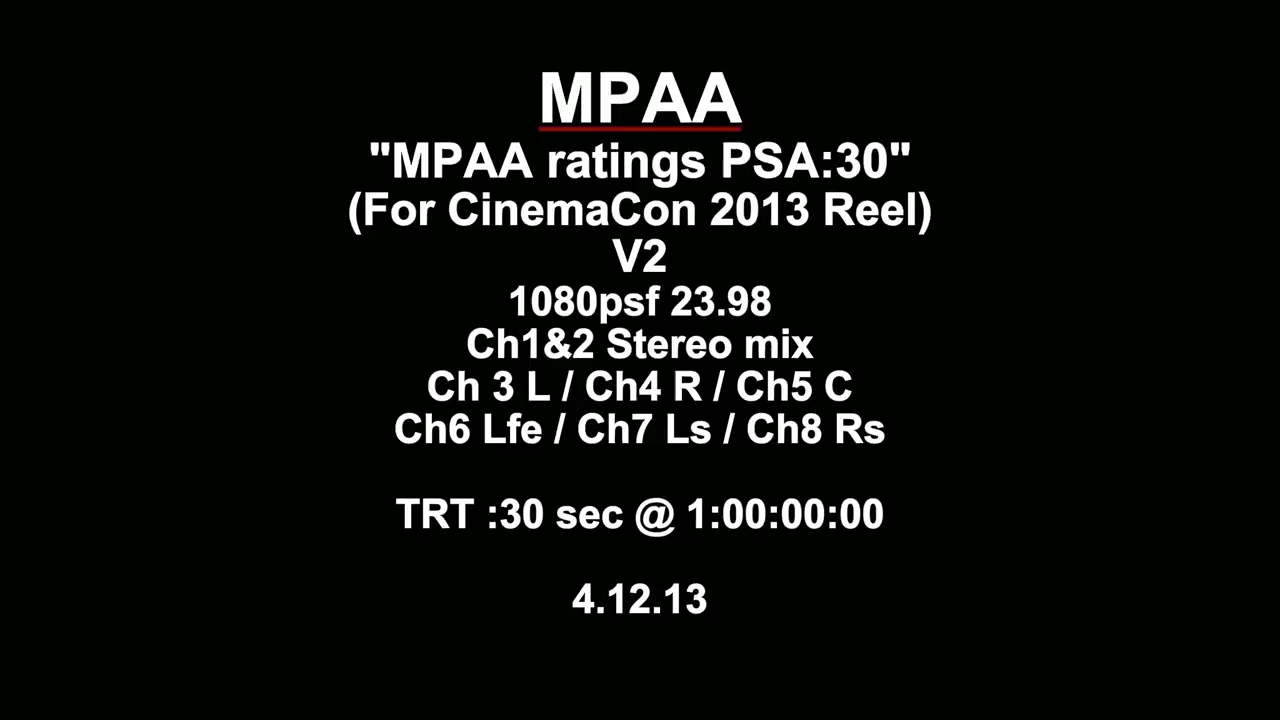 MPAA
"MPAA ratings PSA:30"
(For CinemaCon 2013 Reel)
V2
1080psf 23.98
Ch1&2 Stereo mix
Ch 3 L / Ch4 R / Ch5 C
Ch6 Lfe / Ch7 Ls / Ch8 Rs
TRT :30 sec @ 1:00:00:00
4.12.13